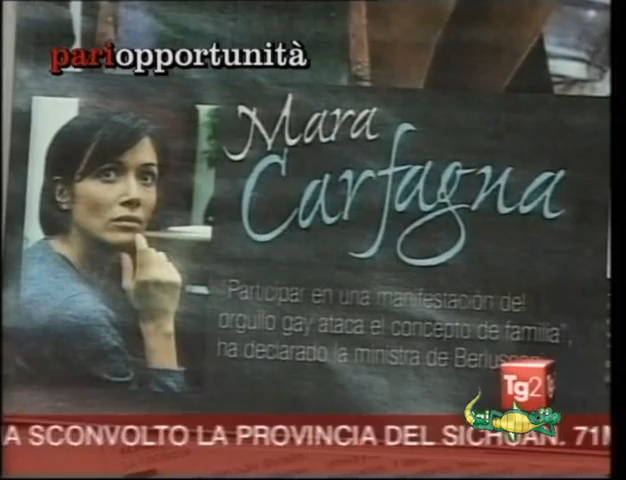 pariopportunità
Mara
Carfagna
"Participar en una manifestación del
orgullo gay ataca el concepto de familia",
ha declarado la ministra de
Tg2
A SCONVOLTO LA PROVINCIA DEL SICHUAN. 71